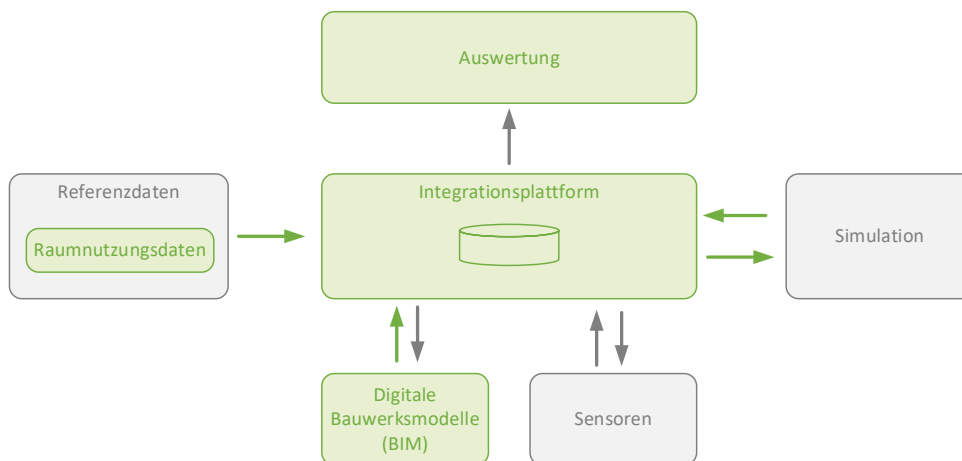 Auswertung
Referenzdaten
Raumnutzungsdaten
Integrationsplattform
Simulation
Digitale
Bauwerksmodelle
(BIM)
Sensoren